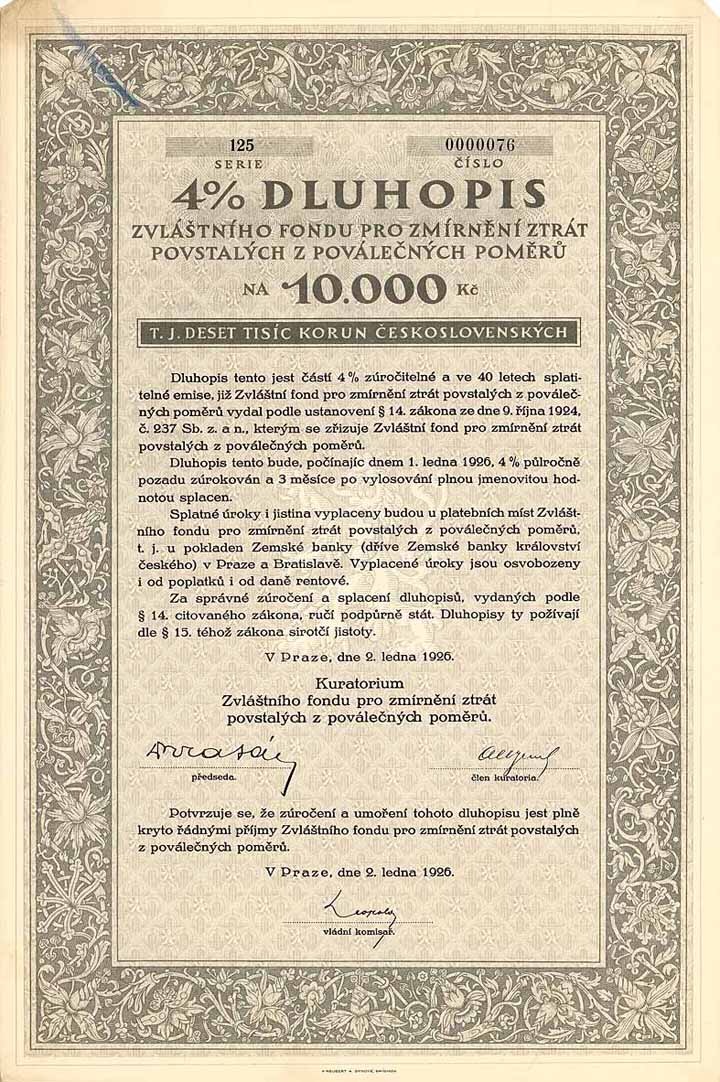 125 0000076
SERIE ČÍSLO
4% DLUHOPIS
ZVLÁŠTNÍHO FONDU PRO ZMÍRNĚNÍ ZTRÁT
POVSTALÝCH Z POVÁLEČNÝCH POMĚRŮ
NA 10.000 Kč
T. J. DESET TISÍC KORUN ČESKOSLOVENSKÝCH
Dluhopis tento jest částí 4% zúročitelné a ve 40 letech splati-
telné emise, již Zvláštní fond pro zmírnění ztrát povstalých zováleč-
ných poměrů vydal podle ustanovení § 14. zákona ze dne 9. října 1924,
č. 237 Sb. z. a n., kterým se zřizuje Zvláštní fond pro zmírnění ztrát
povstalých z poválečných poměrů.
Dluhopis tento bude, počínajíc dnem 1. ledna 1926, 4% půlročně
pozadu zúrokován a 3 měsíce po vylosování plnou jmenovitou hod-
notou splacen.
Splatné úroky i jistina vyplaceny budou u platebních míst Zvlášt-
ního fondu pro zmírnění ztrát povstalých z poválečných poměrů,
t. j. u pokladen Zemské banky (dříve Zemské banky království
českého) v Praze a Bratislavě. Vyplacené úroky jsou osvobozeny
i od poplatků i od daně rentové.
Za správné zúročení a splacení dluhopisů, vydaných podle
§ 14. citovaného zákona, ručí podpůrně stát. Dluhopisy ty požívají
dle § 15. téhož zákona sirotčí jistoty.
V Praze, dne 2. ledna 1926.
Kuratorium
Zvláštního fondu pro zmírnění ztrát
povstalých z poválečných poměrů.
předseda. člen kuratoria.
Potvrzuje se, že zúročení a umoření tohoto dluhopisu jest plně
kryto řádnými příjmy Zvláštního fondu pro zmírnění ztrát povstalých
z poválečných poměrů.
V Praze, dne 2. ledna 1926.
vládní komisař.